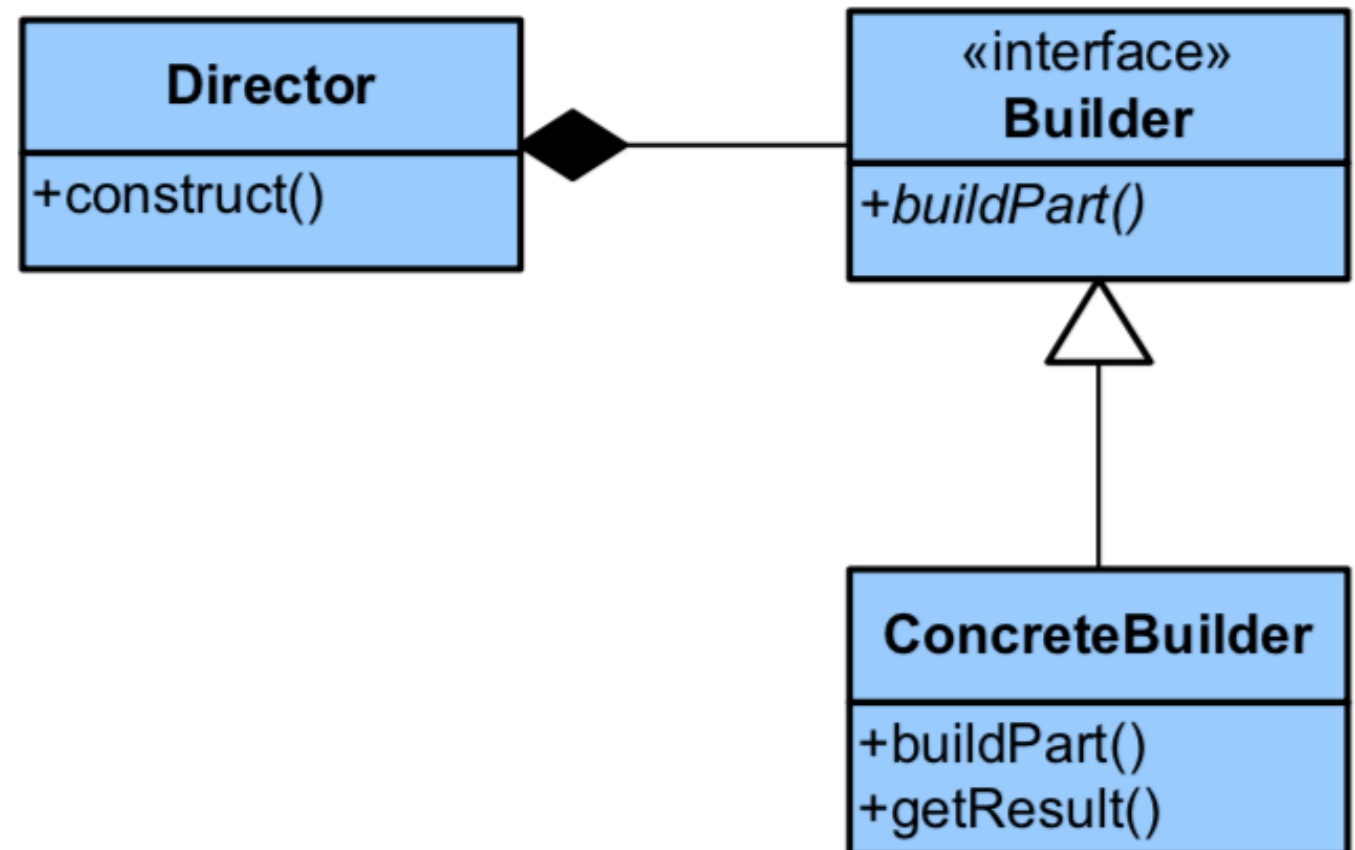 Director
+construct()
«interface»
Builder
+buildPart()
ConcreteBuilder
+buildPart()
+getResult()